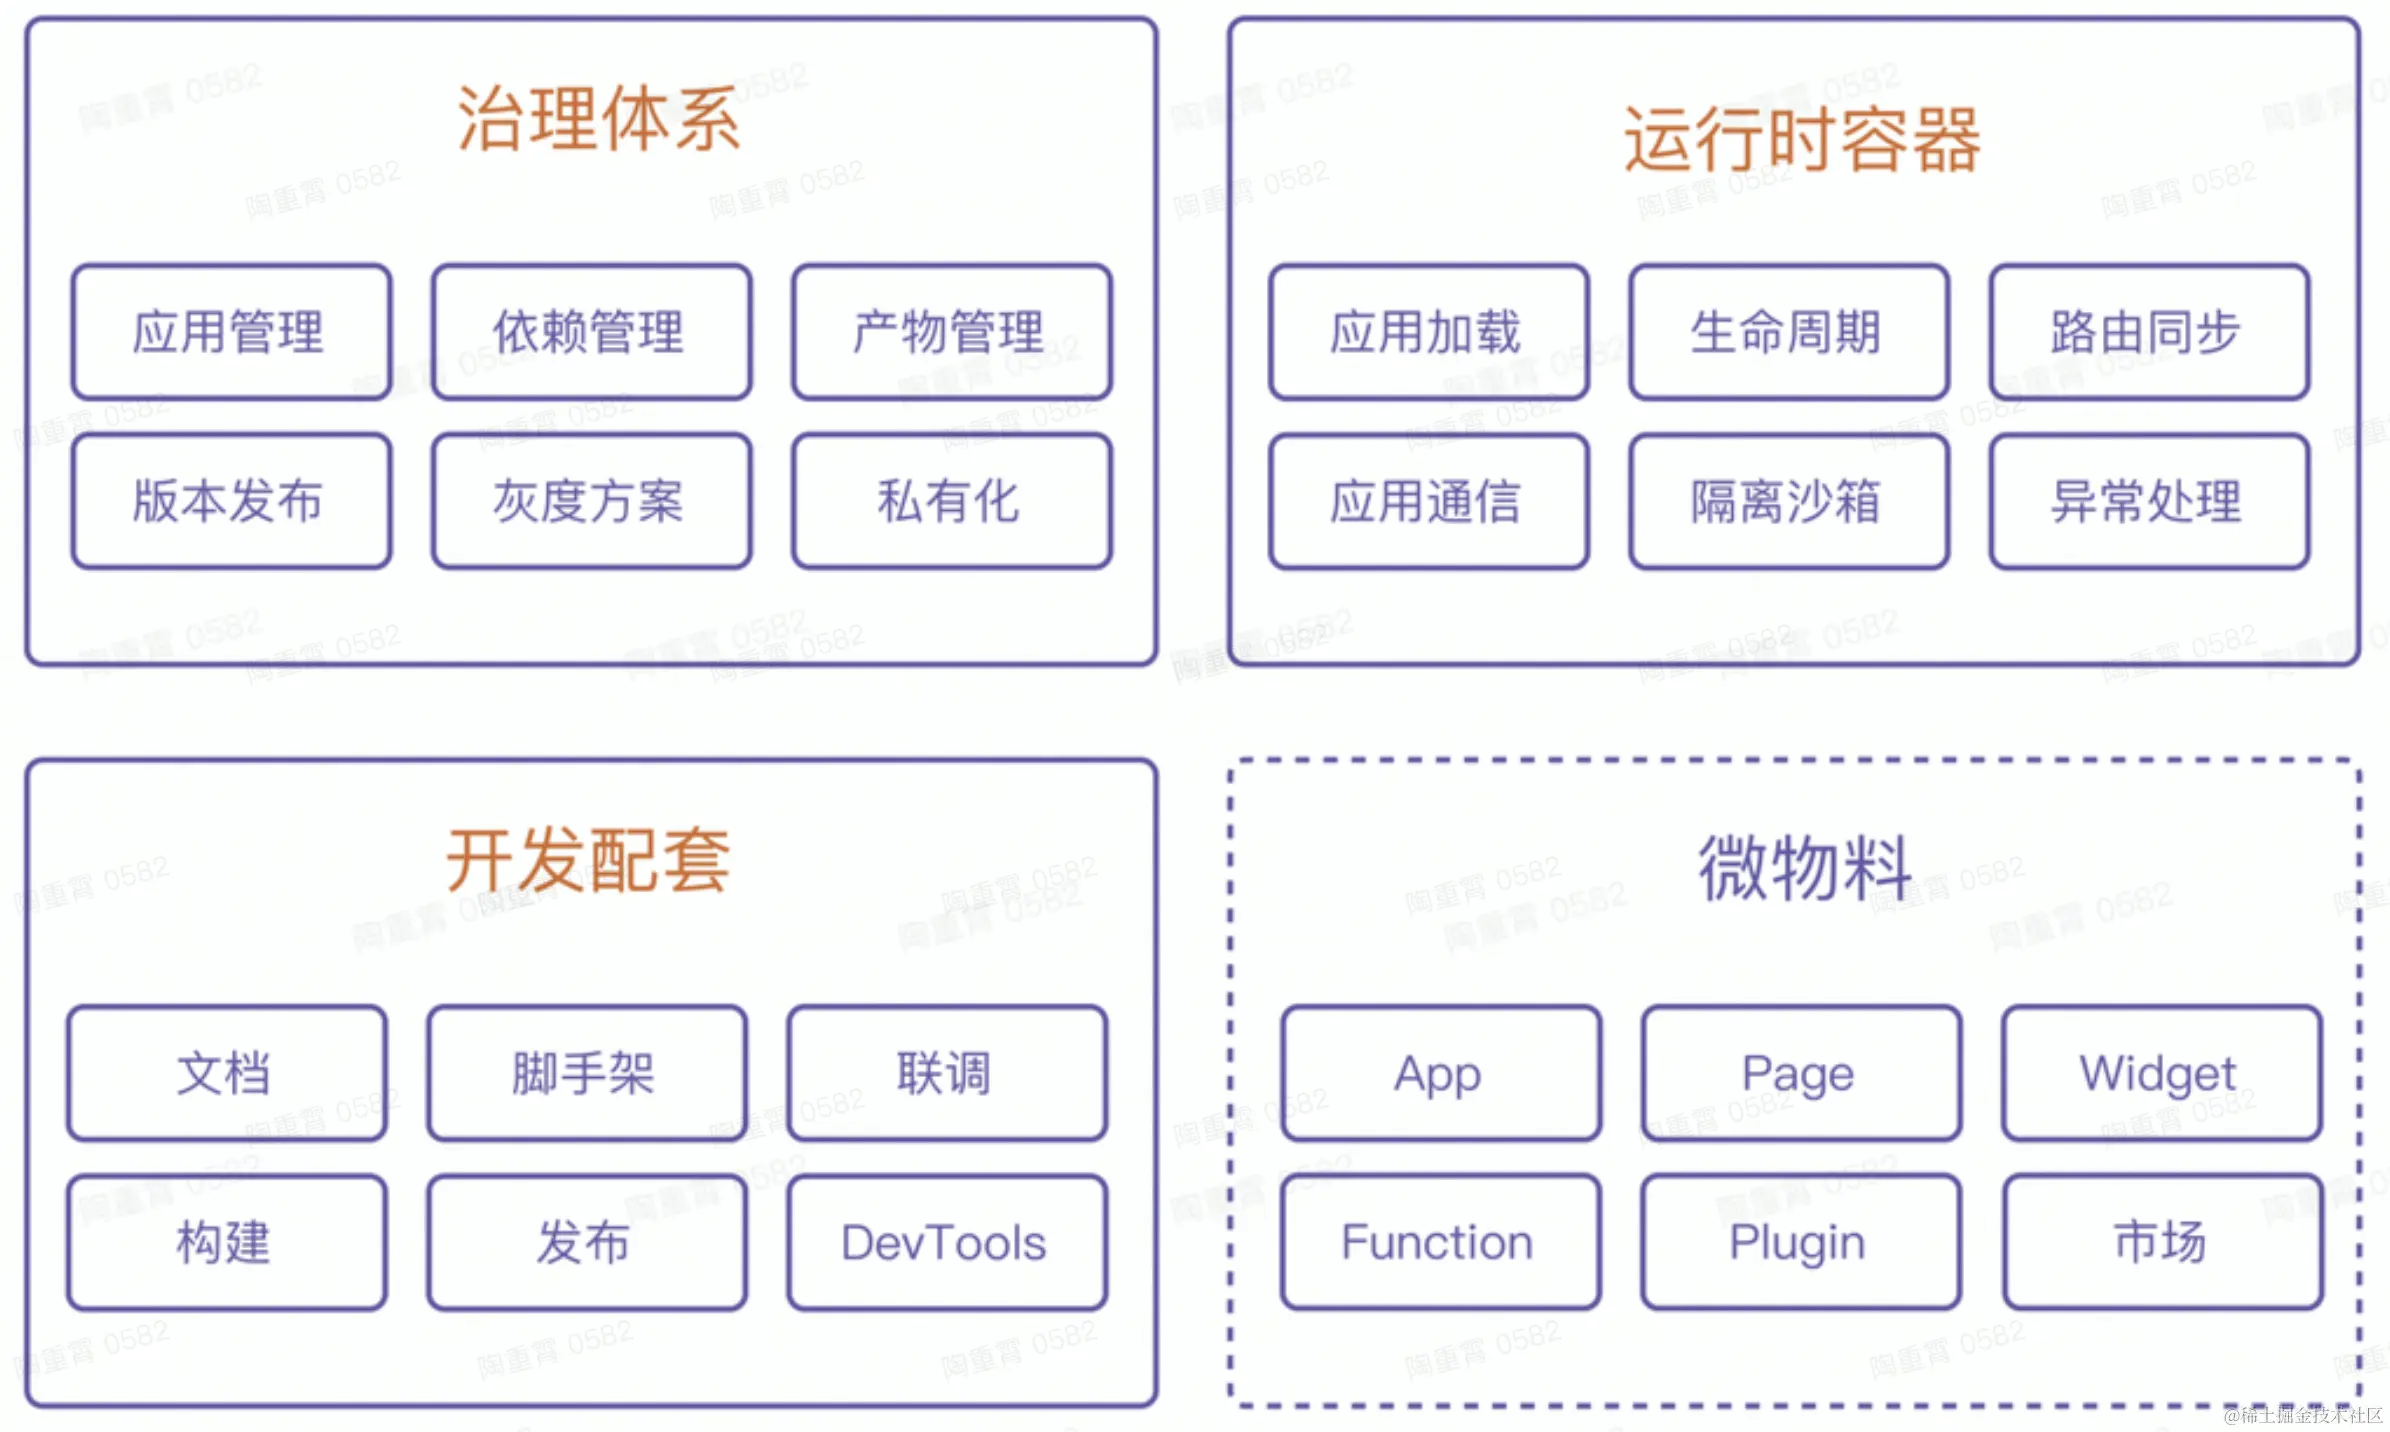 治理体系
应用管理 依赖管理 产物管理
版本发布 灰度方案 私有化
运行时容器
应用加载 生命周期 路由同步
应用通信 隔离沙箱 异常处理
开发配套
文档 脚手架 联调
构建 发布 DevTools
微物料
App Page Widget
Function Plugin 市场
陶重霄 0582
@稀土掘金技术社区